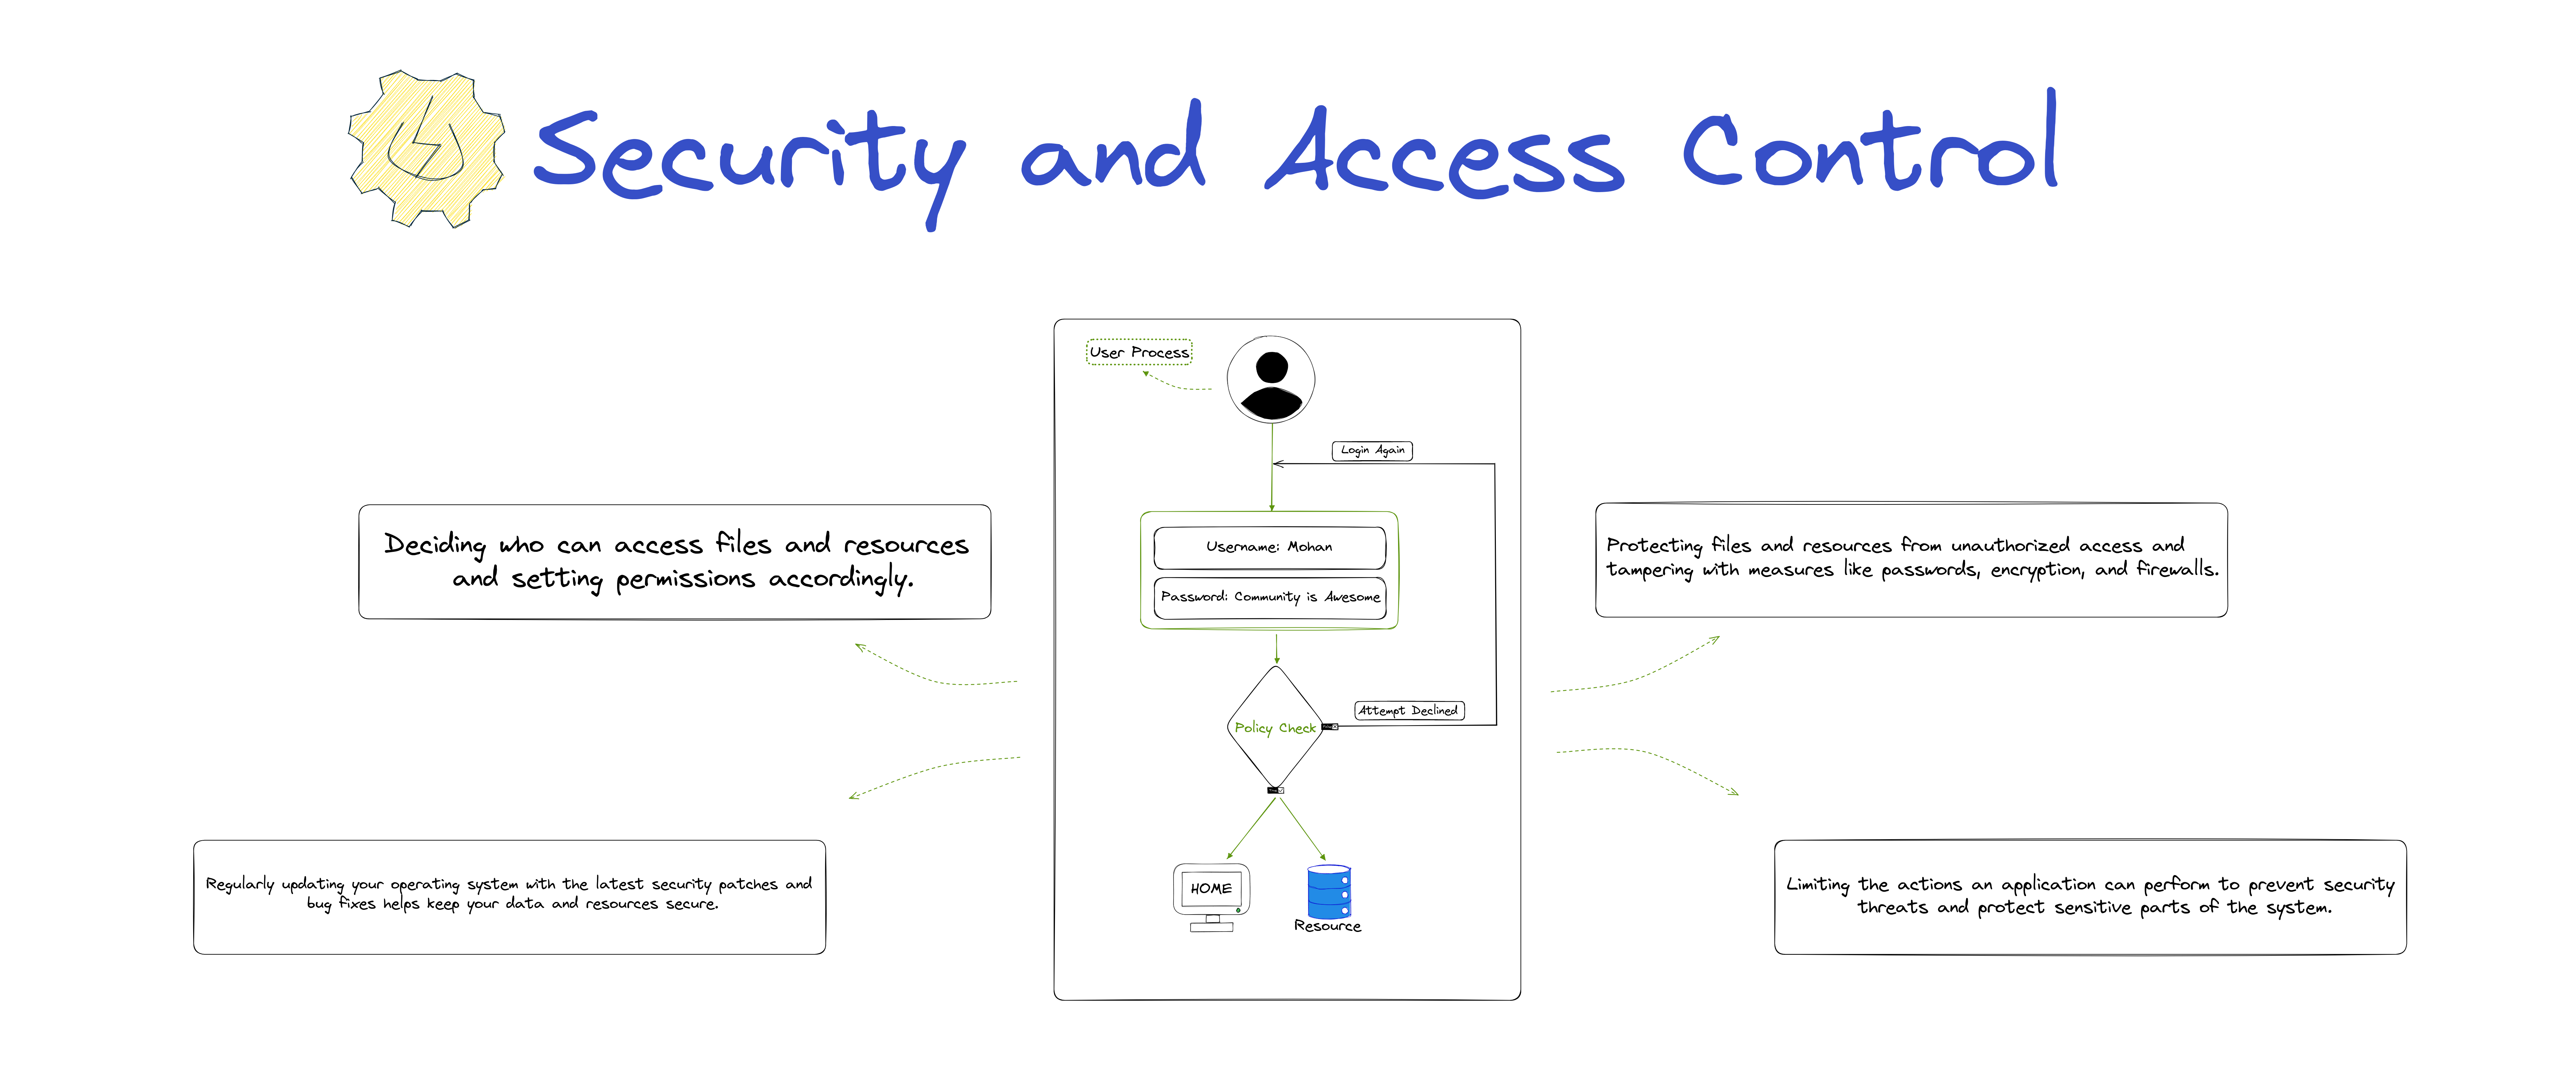 Security and Access Control
User Process
Login Again
Deciding who can access files and resources
and setting permissions accordingly.
Username: Mohan
Password: Community is Awesome
Protecting files and resources from unauthorized access and
tampering with measures like passwords, encryption, and firewalls.
Attempt Declined
Policy Check
Regularly updating your operating system with the latest security patches and
bug fixes helps keep your data and resources secure.
HOME
Resource
Limiting the actions an application can perform to prevent security
threats and protect sensitive parts of the system.